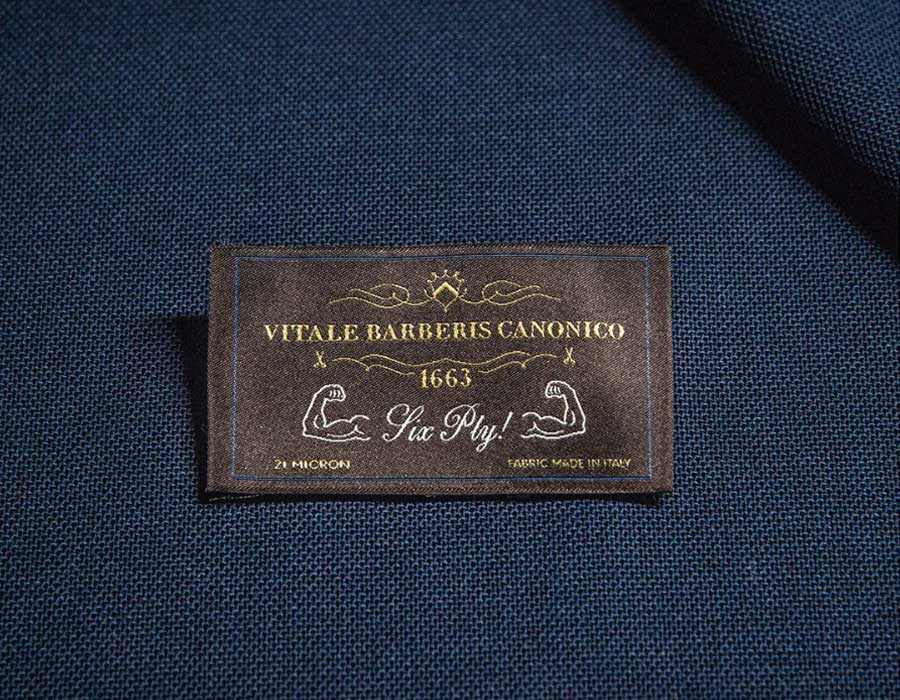 VITALE BARBERIS CANONICO
1663
Six Ply!
21 MICRON
FABRIC MADE IN ITALY